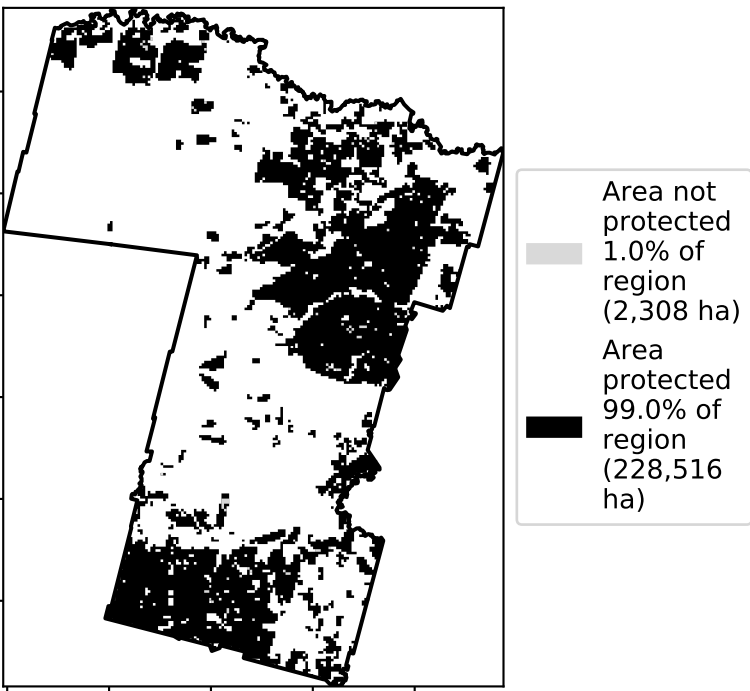 Area not
protected
1.0% of
region
(2,308 ha)
Area
protected
99.0% of
region
(228,516
ha)